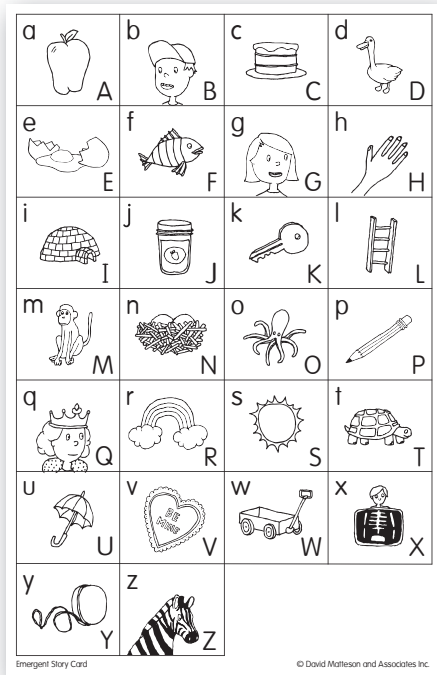 a A b B c C d D
e E f F g G h H
i I j J k K l L
m M n N o O p P
q Q r R s S t T
u U v V w W x X
y Y z Z
BE
MINE
Emergent Story Card
© David Matteson and Associates Inc.